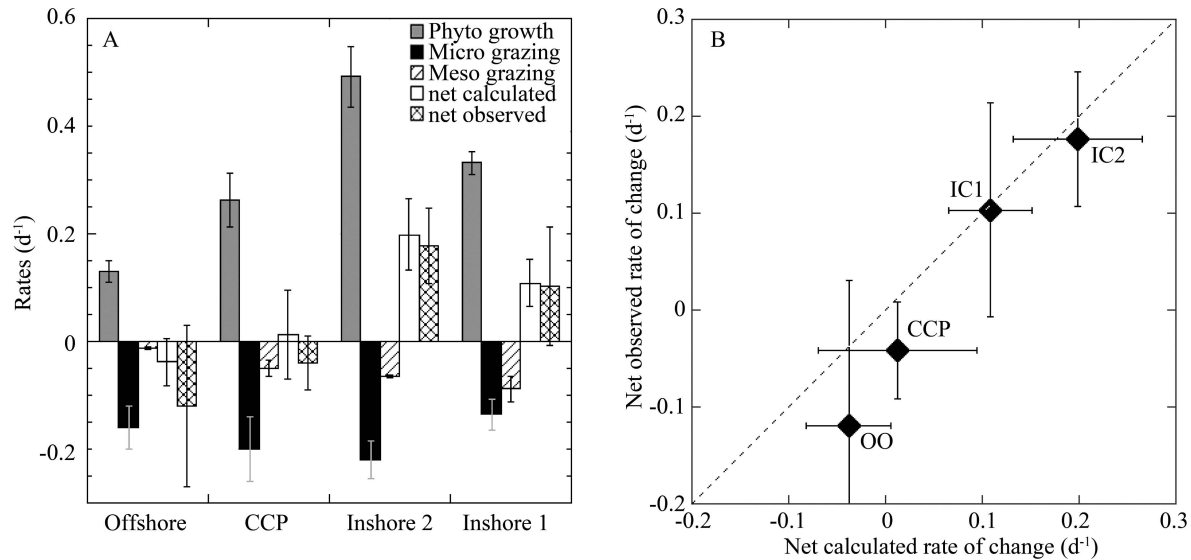 A
Phyto growth
Micro grazing
Meso grazing
net calculated
net observed
0.6
0.4
0.2
0
-0.2
Rates (d⁻¹)
Offshore CCP Inshore 2 Inshore 1
B
0.3
0.2
0.1
0
-0.1
-0.2
Net observed rate of change (d⁻¹)
IC2
IC1
CCP
OO
-0.2 -0.1 0 0.1 0.2 0.3
Net calculated rate of change (d⁻¹)